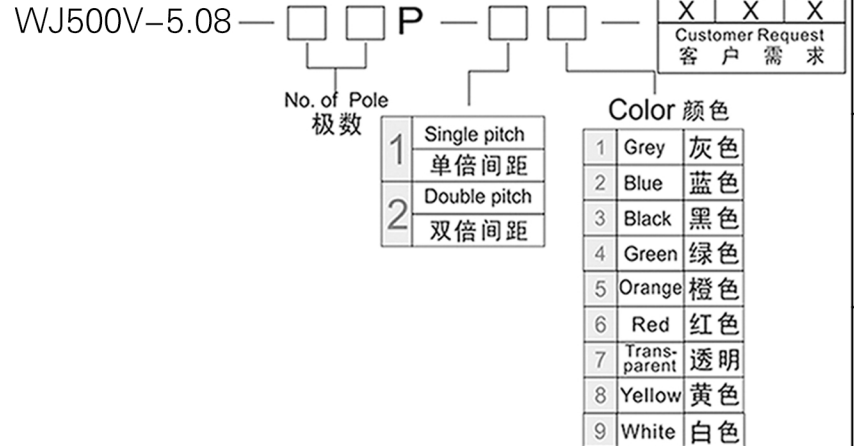 WJ500V-5.08 — □ □ P — □ □ —
X X X
Customer Request
客 户 需 求
No. of Pole
极数
1 Single pitch
单倍间距
2 Double pitch
双倍间距
Color 颜色
1 Grey 灰色
2 Blue 蓝色
3 Black 黑色
4 Green 绿色
5 Orange 橙色
6 Red 红色
7 Trans-
parent 透明
8 Yellow 黄色
9 White 白色